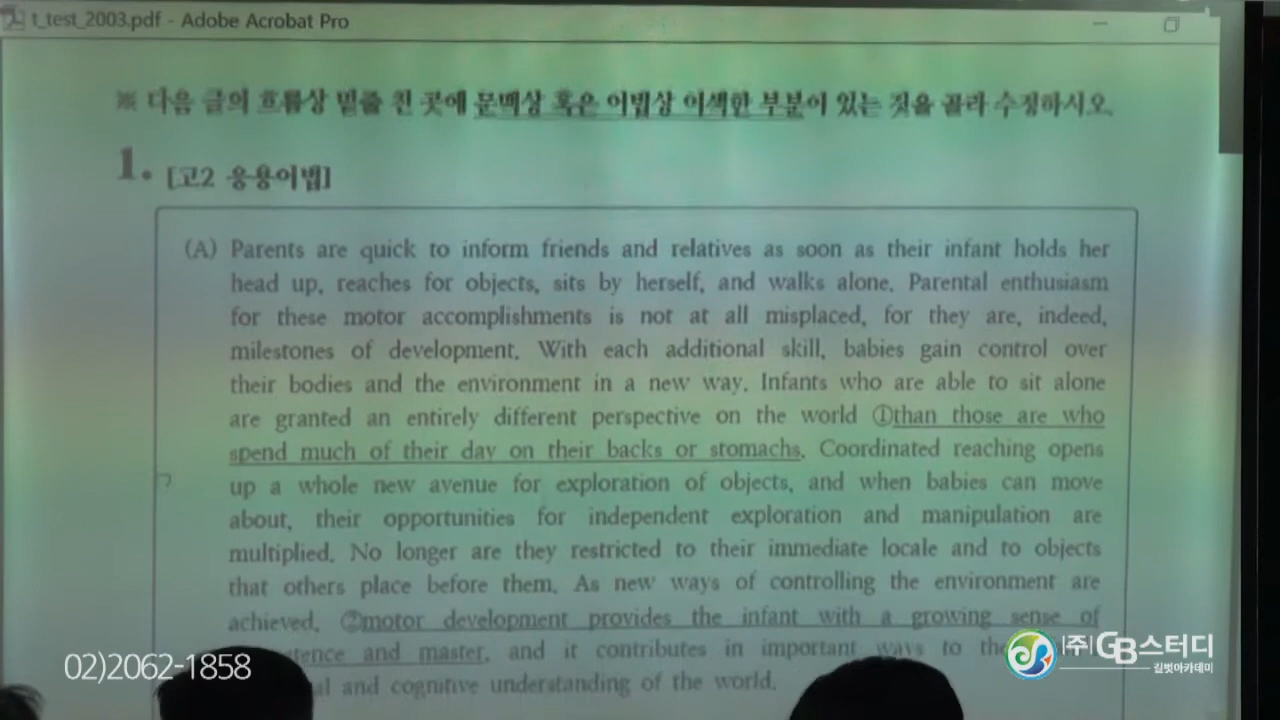 t_test_2003.pdf - Adobe Acrobat Pro
※ 다음 글의 흐름상 밑줄 친 곳에 문맥상 혹은 어법상 어색한 부분이 있는 것을 골라 수정하시오.
1. [고2 응용어법]
(A) Parents are quick to inform friends and relatives as soon as their infant holds her
head up, reaches for objects, sits by herself, and walks alone. Parental enthusiasm
for these motor accomplishments is not at all misplaced, for they are, indeed,
milestones of development. With each additional skill, babies gain control over
their bodies and the environment in a new way. Infants who are able to sit alone
are granted an entirely different perspective on the world ①than those are who
spend much of their day on their backs or stomachs. Coordinated reaching opens
up a whole new avenue for exploration of objects, and when babies can move
about, their opportunities for independent exploration and manipulation are
multiplied. No longer are they restricted to their immediate locale and to objects
that others place before them. As new ways of controlling the environment are
achieved, ②motor development provides the infant with a growing sense of
and master, and it contributes in important ways to the
and cognitive understanding of the world.
02)2062-1858
(주)GB스터디
길벗아카데미